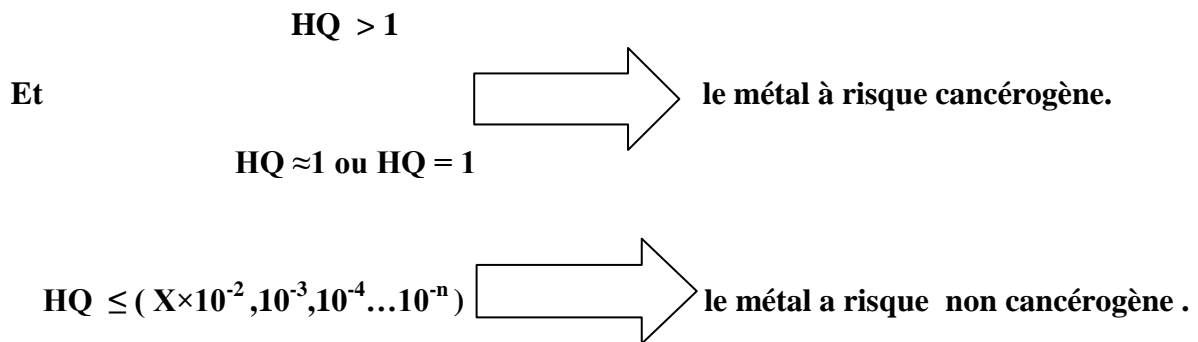 HQ > 1
Et
le métal à risque cancérogène.
HQ ≈1 ou HQ = 1
HQ ≤ ( X×10⁻² ,10⁻³,10⁻⁴…10⁻ⁿ ) le métal a risque non cancérogène .